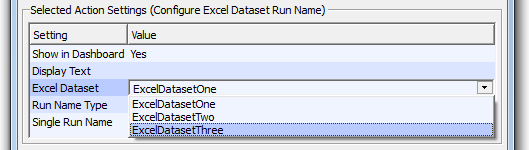 Selected Action Settings (Configure Excel Dataset Run Name)
Setting Value
Show in Dashboard Yes
Display Text
Excel Dataset ExcelDatasetOne
Run Name Type ExcelDatasetOne
ExcelDatasetTwo
Single Run Name ExcelDatasetThree